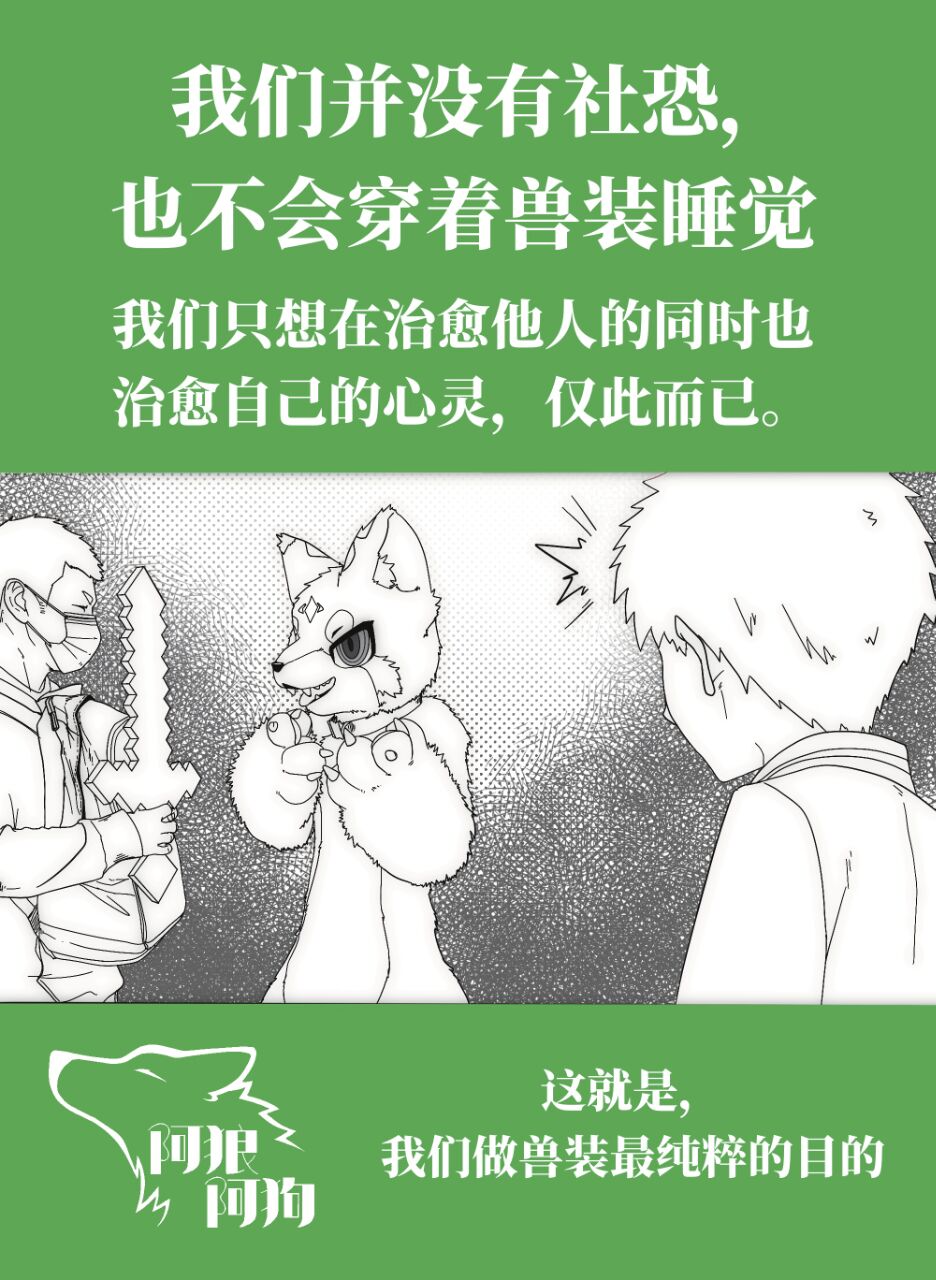 我们并没有社恐，
也不会穿着兽装睡觉
我们只想在治愈他人的同时也
治愈自己的心灵，仅此而已。
阿狼
阿狗
这就是，
我们做兽装最纯粹的目的